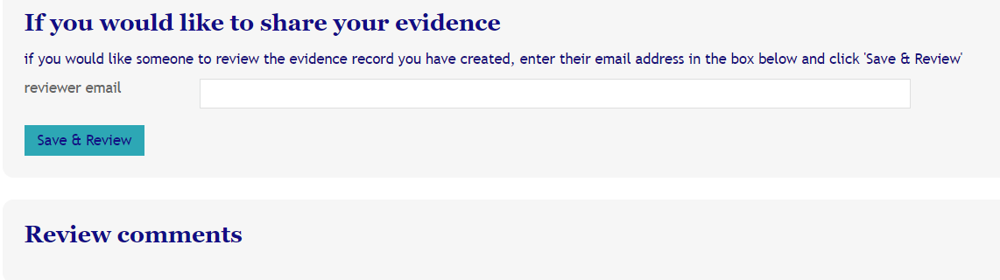 If you would like to share your evidence
if you would like someone to review the evidence record you have created, enter their email address in the box below and click 'Save & Review'
reviewer email
Save & Review
Review comments